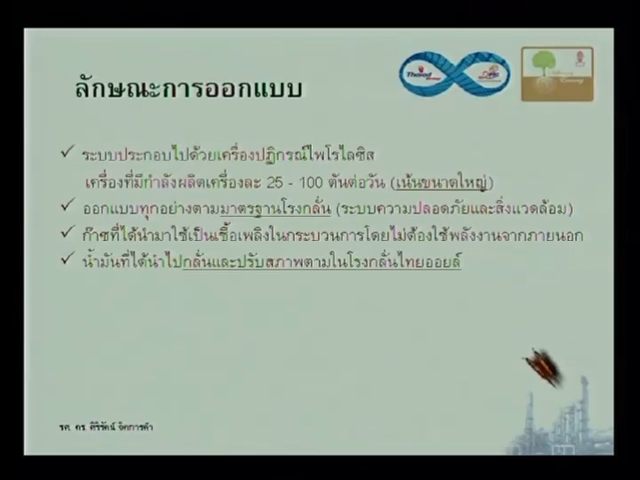 ลักษณะการออกแบบ
✓ ระบบประกอบไปด้วยเครื่องปฏิกรณ์ไพโรไลซิส
เครื่องที่มีกำลังผลิตเครื่องละ 25 - 100 ตันต่อวัน (เน้นขนาดใหญ่)
✓ ออกแบบทุกอย่างตามมาตรฐานโรงกลั่น (ระบบความปลอดภัยและสิ่งแวดล้อม)
✓ ก๊าซที่ได้นำมาใช้เป็นเชื้อเพลิงในกระบวนการโดยไม่ต้องใช้พลังงานจากภายนอก
✓ น้ำมันที่ได้นำไปกลั่นและปรับสภาพตามในโรงกลั่นไทยออยล์
รศ. ดร. ศิริรัตน์ จิตการค้า